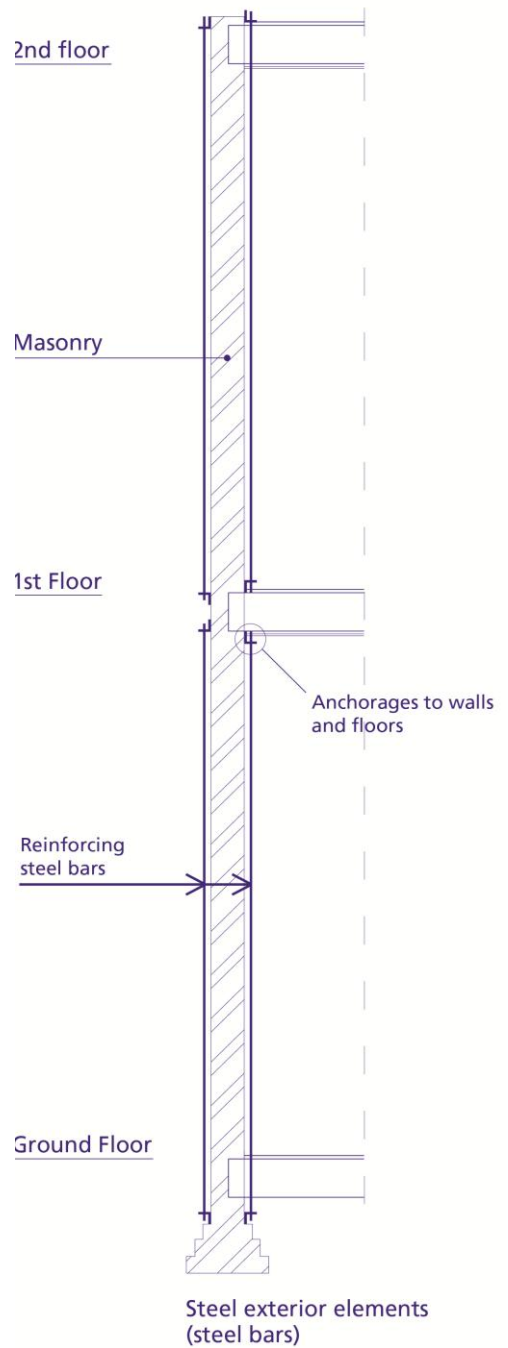 2nd floor
Masonry
1st Floor
Anchorages to walls
and floors
Reinforcing
steel bars
Ground Floor
Steel exterior elements
(steel bars)